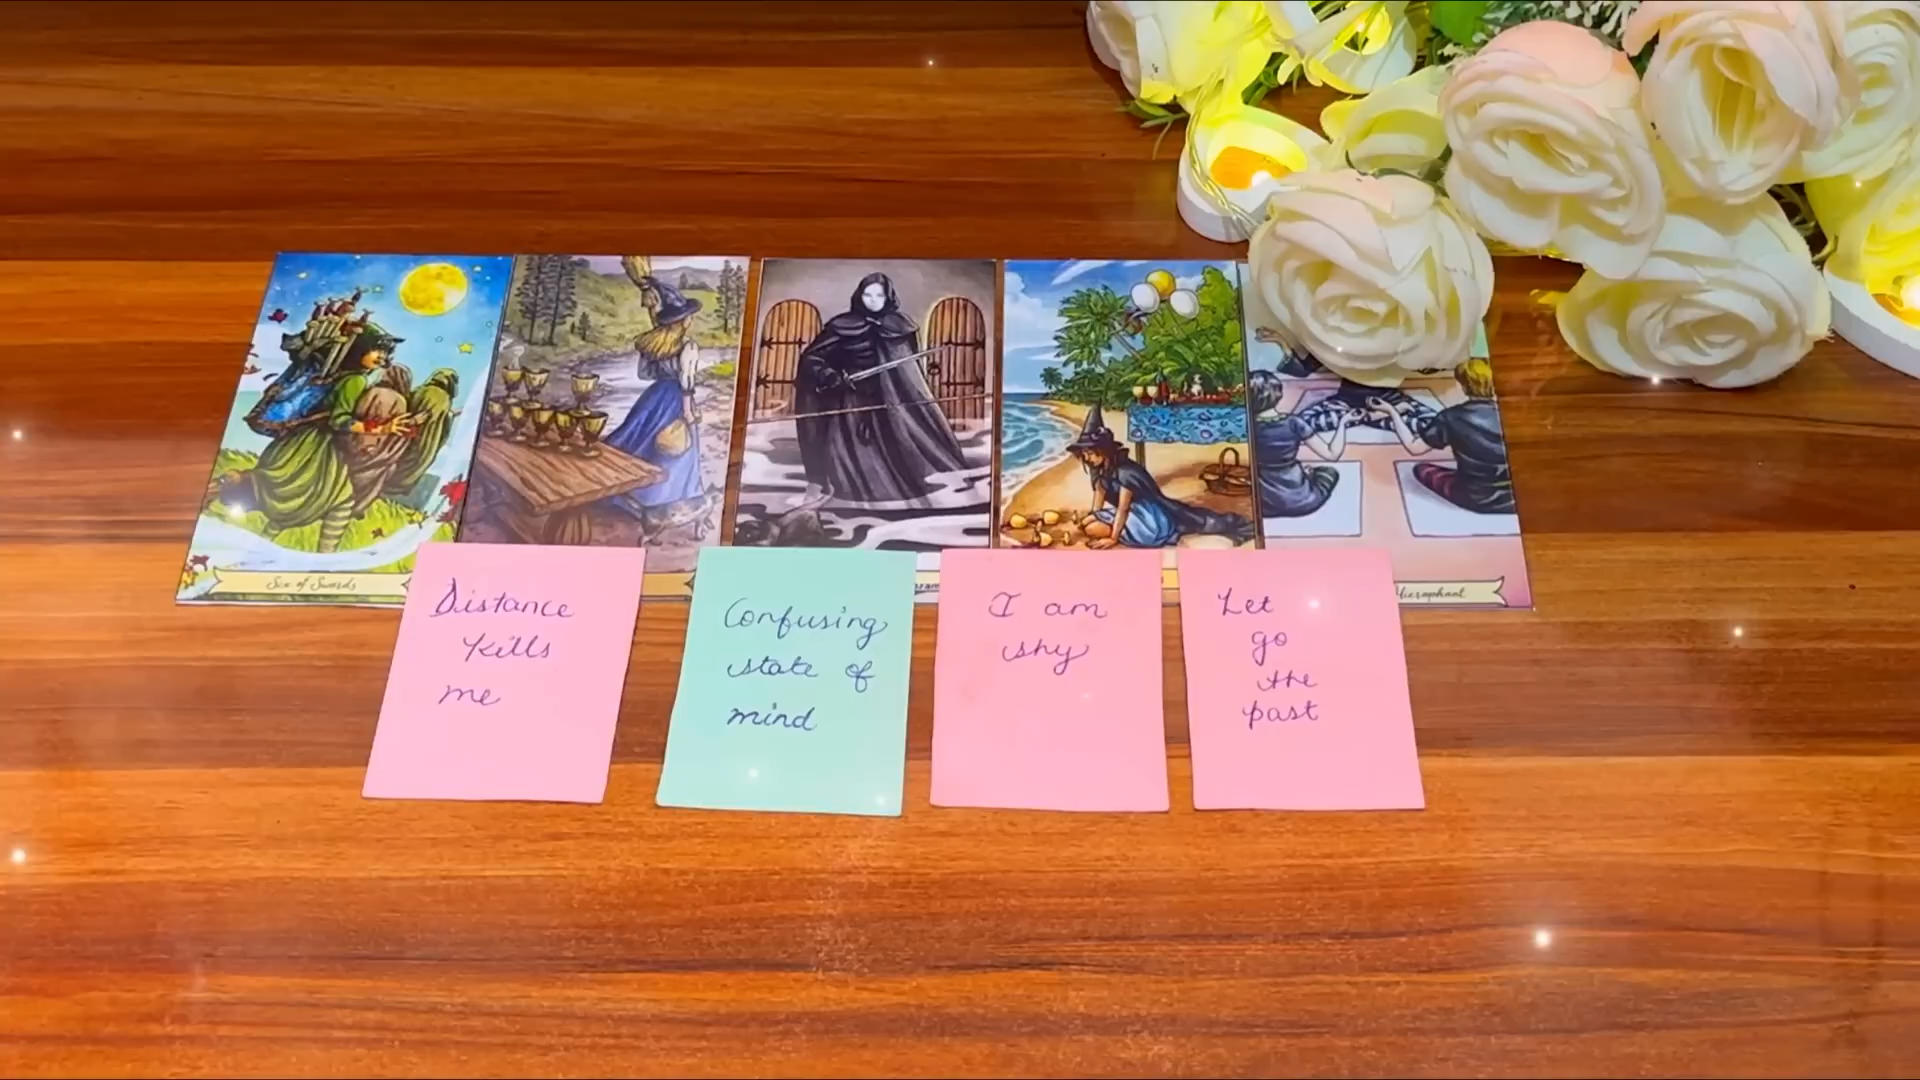 Six of Swords
Hierophant
Distance
kills
me
Confusing
state of
mind
I am
shy
Let
go
the
past